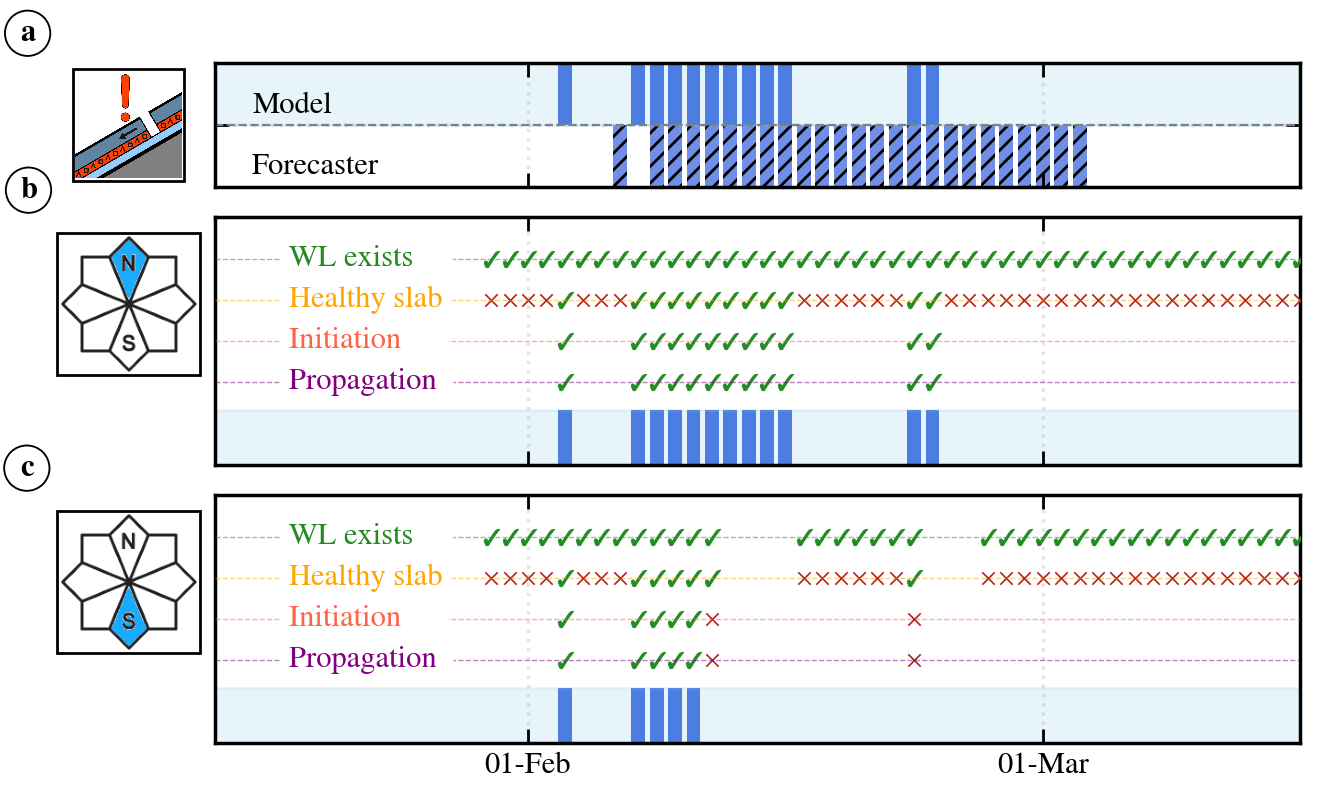 a
Model
Forecaster
b
N
S
WL exists
Healthy slab
Initiation
Propagation
c
N
S
WL exists
Healthy slab
Initiation
Propagation
01-Feb 01-Mar